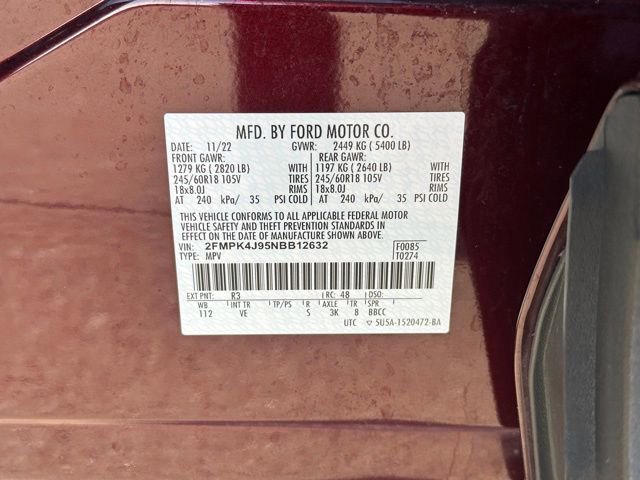 MFD. BY FORD MOTOR CO.
DATE: 11/22 GVWR: 2449 KG ( 5400 LB)
FRONT GAWR: REAR GAWR:
1279 KG ( 2820 LB) WITH 1197 KG ( 2640 LB) WITH
245/60R18 105V TIRES 245/60R18 105V TIRES
18x8.0J RIMS 18x8.0J RIMS
AT 240 kPa/ 35 PSI COLD AT 240 kPa/ 35 PSI COLD
THIS VEHICLE CONFORMS TO ALL APPLICABLE FEDERAL MOTOR
VEHICLE SAFETY AND THEFT PREVENTION STANDARDS IN
EFFECT ON THE DATE OF MANUFACTURE SHOWN ABOVE.
VIN: 2FMPK4J95NBB12632 F0085
TYPE: MPV T0274
EXT PNT: R3 RC: 48 DSO:
WB INT TR TP/PS R AXLE TR SPR
112 VE S 3K 8 BBCC
UTC ▽ 5U5A-1520472-BA